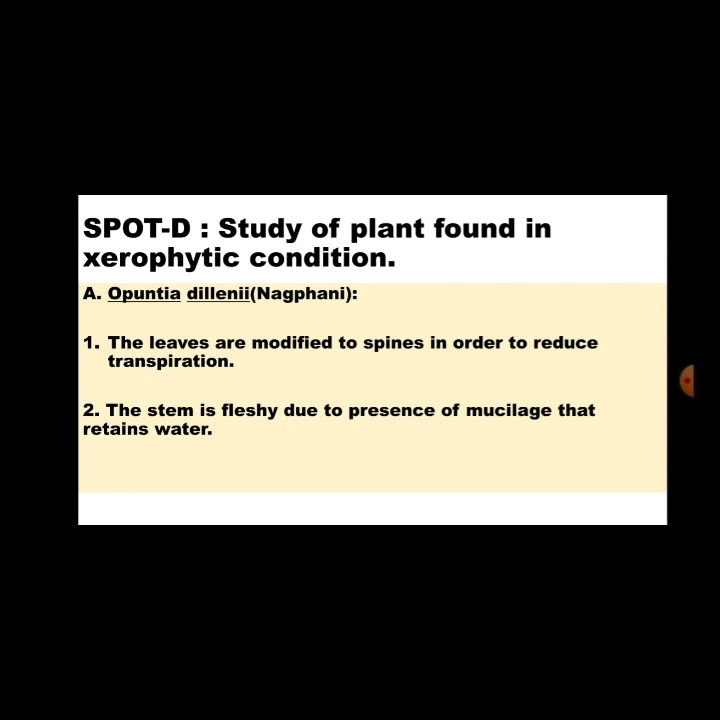 SPOT-D : Study of plant found in
xerophytic condition.
A. Opuntia dillenii(Nagphani):
1. The leaves are modified to spines in order to reduce
transpiration.
2. The stem is fleshy due to presence of mucilage that
retains water.